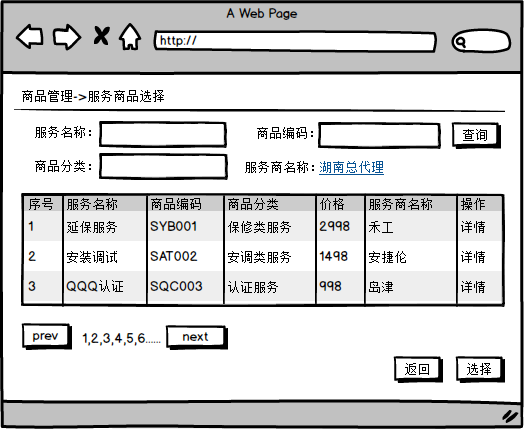 A Web Page
http://
商品管理->服务商品选择
服务名称： 商品编码： 查询
商品分类： 服务商名称：湖南总代理
序号 服务名称 商品编码 商品分类 价格 服务商名称 操作
1 延保服务 SYB001 保修类服务 2998 禾工 详情
2 安装调试 SAT002 安调类服务 1498 安捷伦 详情
3 QQQ认证 SQC003 认证服务 998 岛津 详情
prev 1,2,3,4,5,6...... next
返回 选择